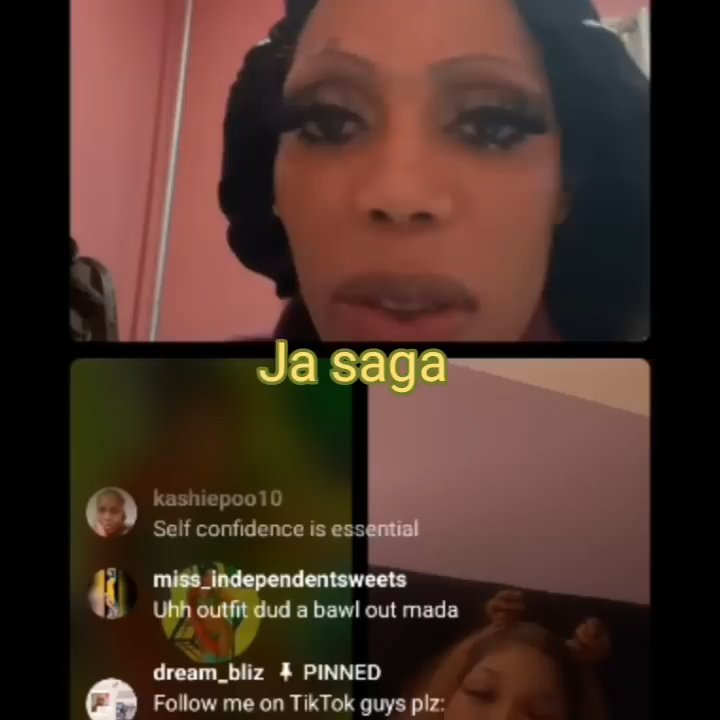 Ja saga
kashiepoo10
Self confidence is essential
miss_independentsweets
Uhh outfit dud a bawl out mada
dream_bliz PINNED
Follow me on TikTok guys plz: